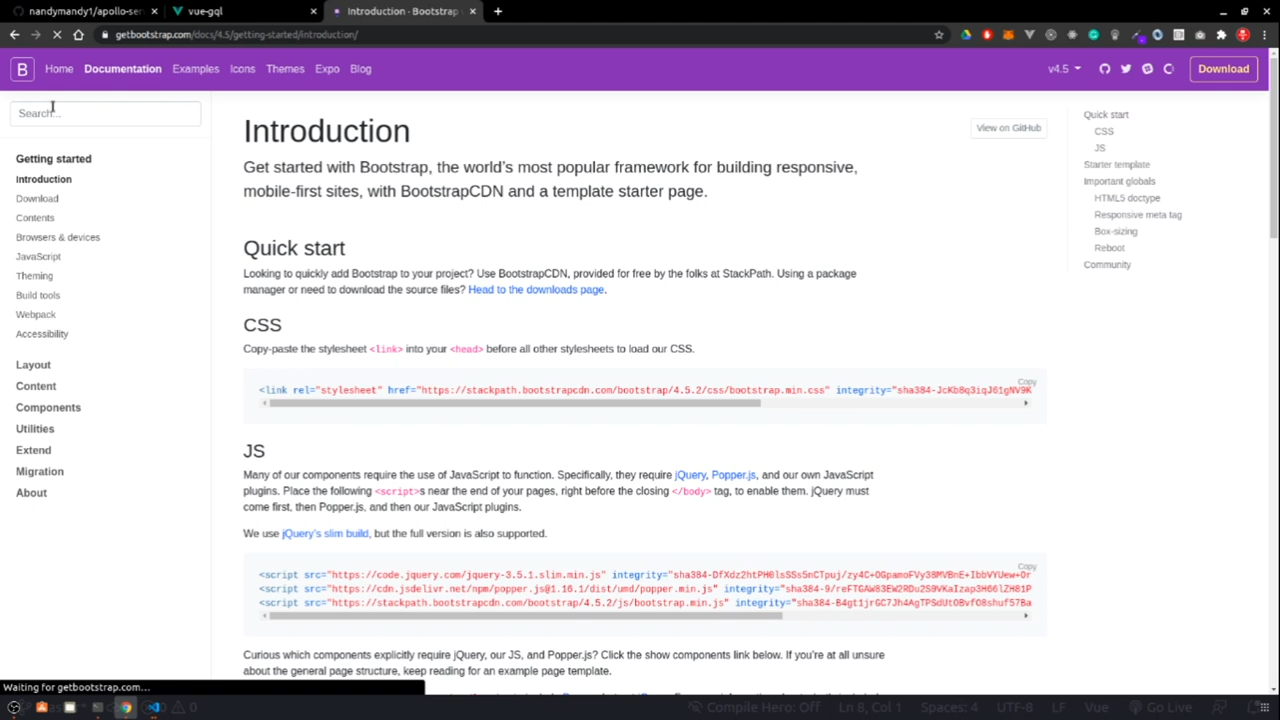 nandymandy1/apollo-ser
vue-gql
Introduction · Bootstrap
getbootstrap.com/docs/4.5/getting-started/introduction/
B
Home
Documentation
Examples
Icons
Themes
Expo
Blog
v4.5
Download
Search...
Getting started
Introduction
Download
Contents
Browsers & devices
JavaScript
Theming
Build tools
Webpack
Accessibility
Layout
Content
Components
Utilities
Extend
Migration
About
Introduction
View on GitHub
Get started with Bootstrap, the world's most popular framework for building responsive,
mobile-first sites, with BootstrapCDN and a template starter page.
Quick start
Looking to quickly add Bootstrap to your project? Use BootstrapCDN, provided for free by the folks at StackPath. Using a package
manager or need to download the source files? Head to the downloads page.
CSS
Copy-paste the stylesheet <link> into your <head> before all other stylesheets to load our CSS.
Copy
<link rel="stylesheet" href="https://stackpath.bootstrapcdn.com/bootstrap/4.5.2/css/bootstrap.min.css" integrity="sha384-JcKb8q3iqJ61gNV9K
JS
Many of our components require the use of JavaScript to function. Specifically, they require jQuery, Popper.js, and our own JavaScript
plugins. Place the following <script>s near the end of your pages, right before the closing </body> tag, to enable them. jQuery must
come first, then Popper.js, and then our JavaScript plugins.
We use jQuery's slim build, but the full version is also supported.
Copy
<script src="https://code.jquery.com/jquery-3.5.1.slim.min.js" integrity="sha384-DfXdz2htPH0lsSSs5nCTpuj/zy4C+OGpamoFVy38MVBnE+IbbVYUew+Or
<script src="https://cdn.jsdelivr.net/npm/popper.js@1.16.1/dist/umd/popper.min.js" integrity="sha384-9/reFTGAW83EW2RDu2S0VKaIzap3H66lZH81P
<script src="https://stackpath.bootstrapcdn.com/bootstrap/4.5.2/js/bootstrap.min.js" integrity="sha384-B4gt1jrGC7Jh4AgTPSdUtOBvfO8shuf57Ba
Curious which components explicitly require jQuery, our JS, and Popper.js? Click the show components link below. If you're at all unsure
about the general page structure, keep reading for an example page template.
Quick start
CSS
JS
Starter template
Important globals
HTML5 doctype
Responsive meta tag
Box-sizing
Reboot
Community
Waiting for getbootstrap.com...
0
Compile Hero: Off
Ln 8, Col 1
Spaces: 4
UTF-8
LF
Vue
Go Live